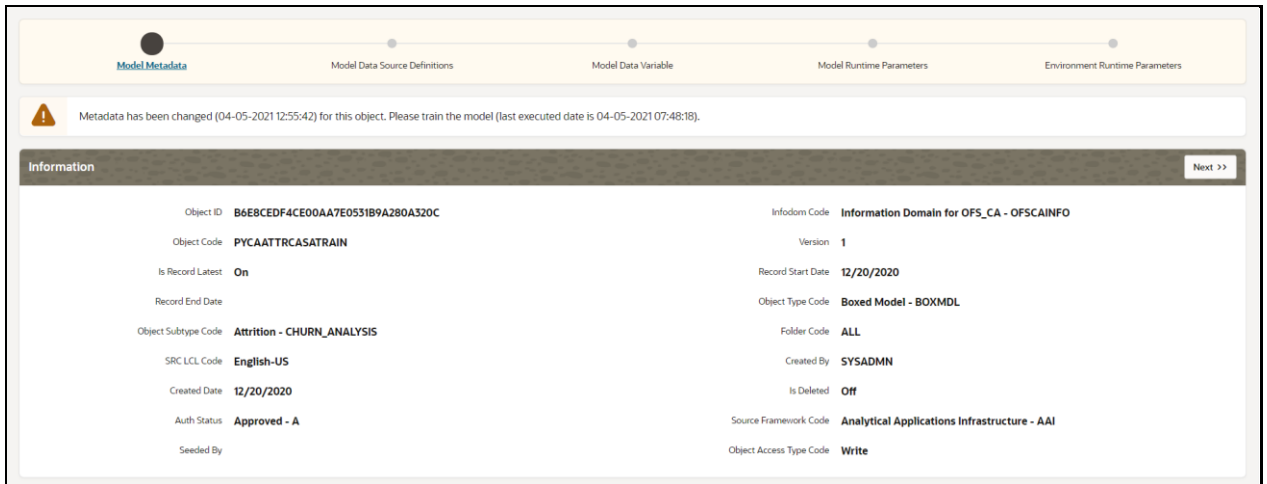 Model Metadata
Model Data Source Definitions
Model Data Variable
Model Runtime Parameters
Environment Runtime Parameters
Metadata has been changed (04-05-2021 12:55:42) for this object. Please train the model (last executed date is 04-05-2021 07:48:18).
Information
Next >>
Object ID B6E8CEDF4CE00AA7E0531B9A280A320C
Infodom Code Information Domain for OFS_CA - OFSCAINFO
Object Code PYCAATTRCASATRAIN
Version 1
Is Record Latest On
Record Start Date 12/20/2020
Record End Date
Object Type Code Boxed Model - BOXMDL
Object Subtype Code Attrition - CHURN_ANALYSIS
Folder Code ALL
SRC LCL Code English-US
Created By SYSADMN
Created Date 12/20/2020
Is Deleted Off
Auth Status Approved - A
Source Framework Code Analytical Applications Infrastructure - AAI
Seeded By
Object Access Type Code Write